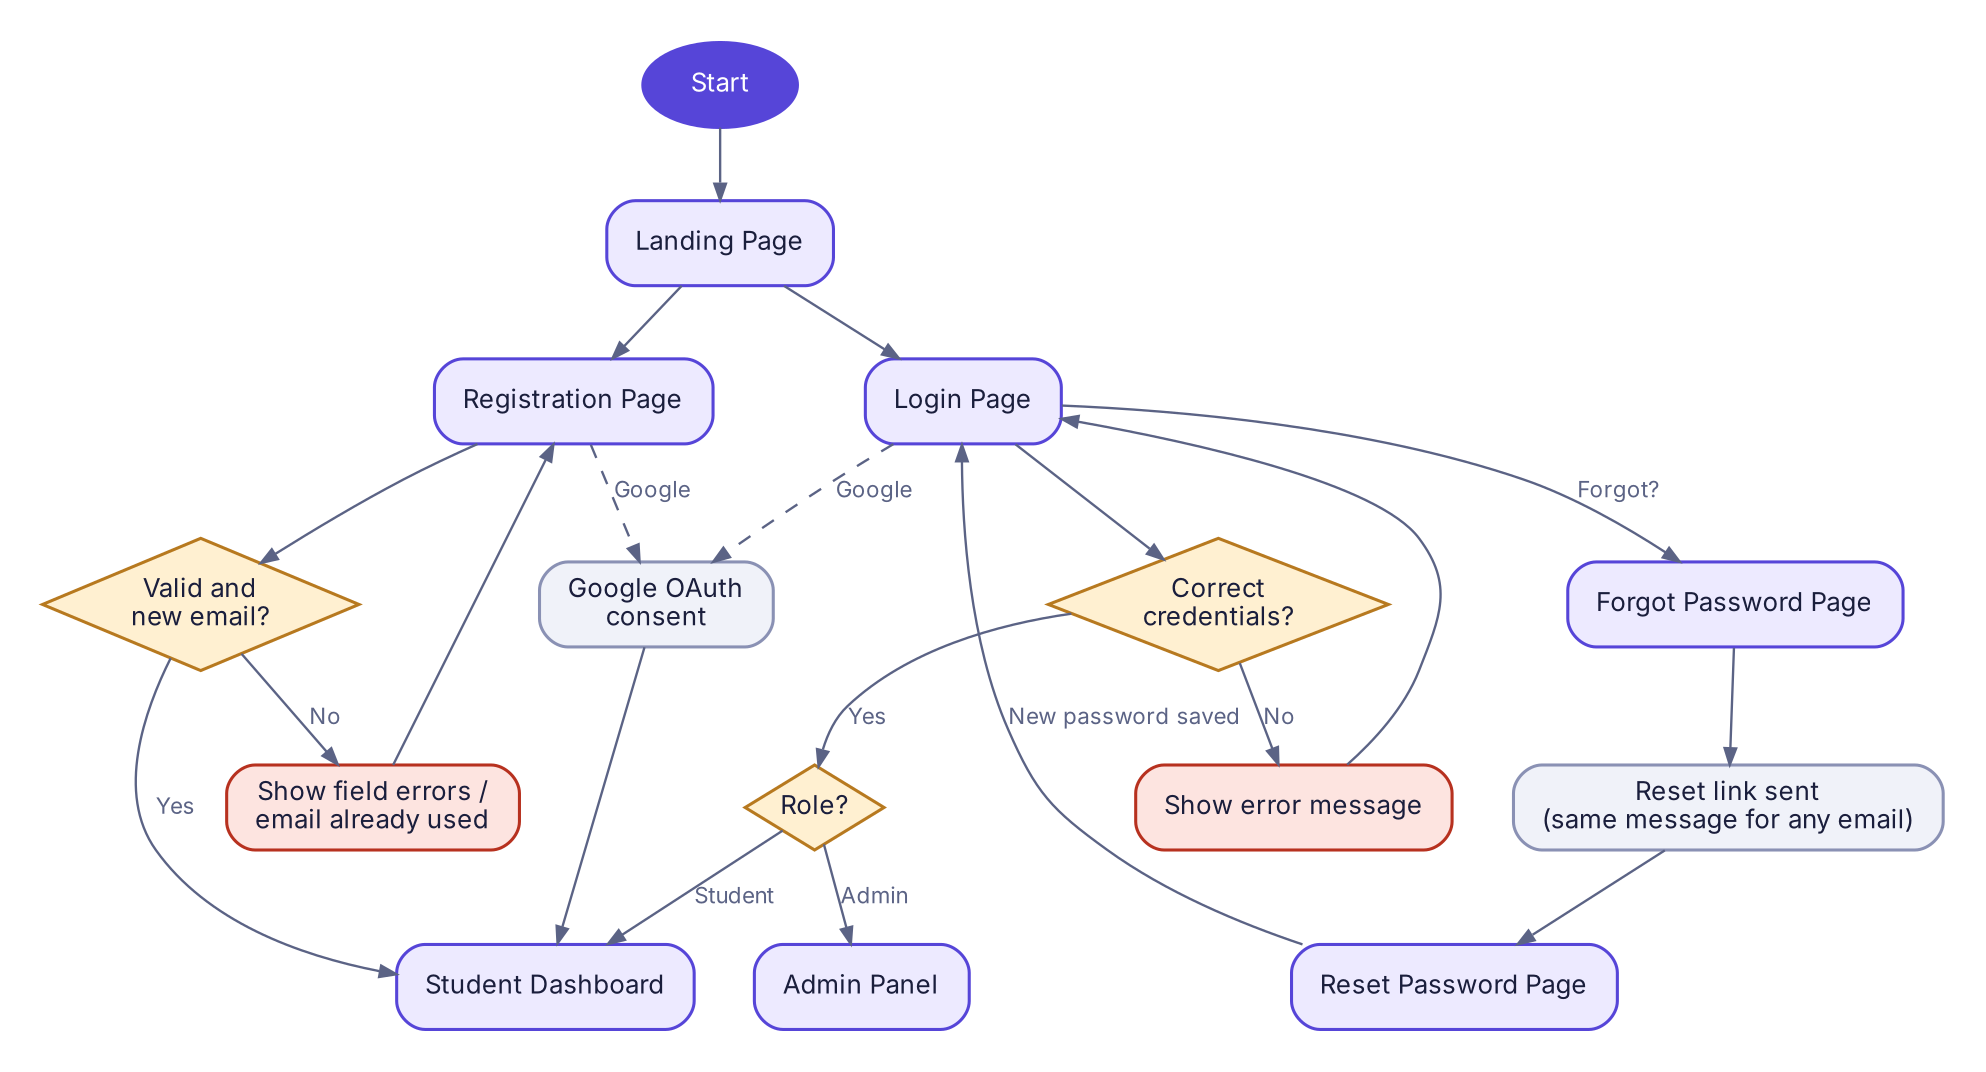 Start
Landing Page
Registration Page
Login Page
Google
Google
Forgot?
Valid and
new email?
Google OAuth
consent
Correct
credentials?
Forgot Password Page
No
Yes
New password saved
No
Yes
Show field errors /
email already used
Role?
Show error message
Reset link sent
(same message for any email)
Student
Admin
Student Dashboard
Admin Panel
Reset Password Page